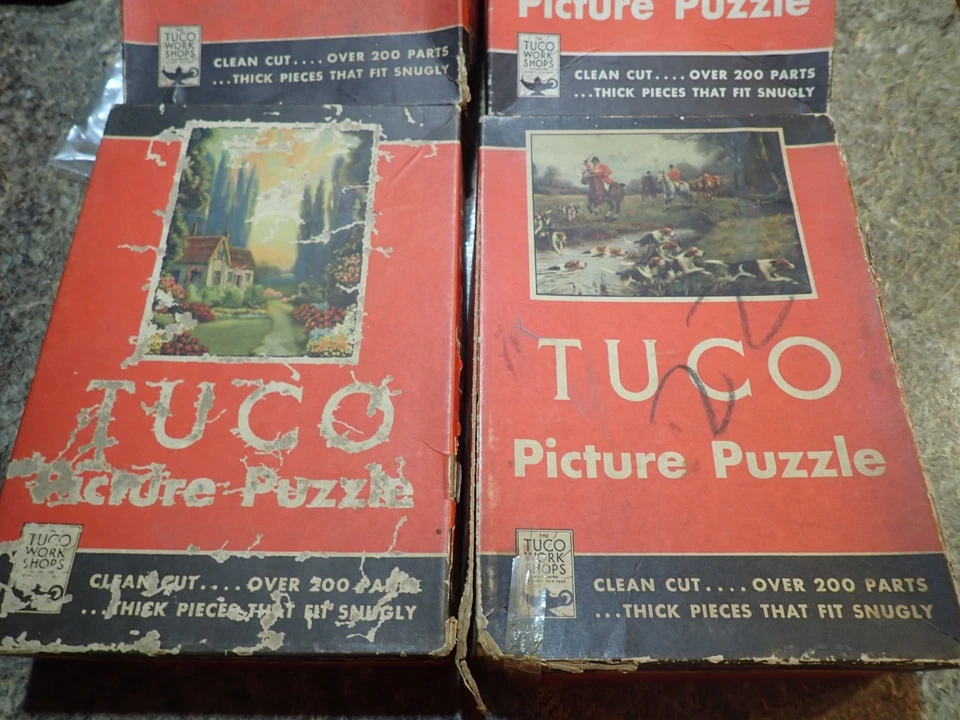 THE
TUCO
WORK
SHOPS
CLEAN CUT.... OVER 200 PARTS
...THICK PIECES THAT FIT SNUGLY
Picture Puzzle
THE
TUCO
WORK
SHOPS
CLEAN CUT.... OVER 200 PARTS
...THICK PIECES THAT FIT SNUGLY
TUCO
Picture Puzzle
TUCO
WORK
SHOPS
CLEAN CUT.... OVER 200 PARTS
...THICK PIECES THAT FIT SNUGLY
TUCO
Picture Puzzle
THE
TUCO
WORK
SHOPS
CLEAN CUT.... OVER 200 PARTS
...THICK PIECES THAT FIT SNUGLY